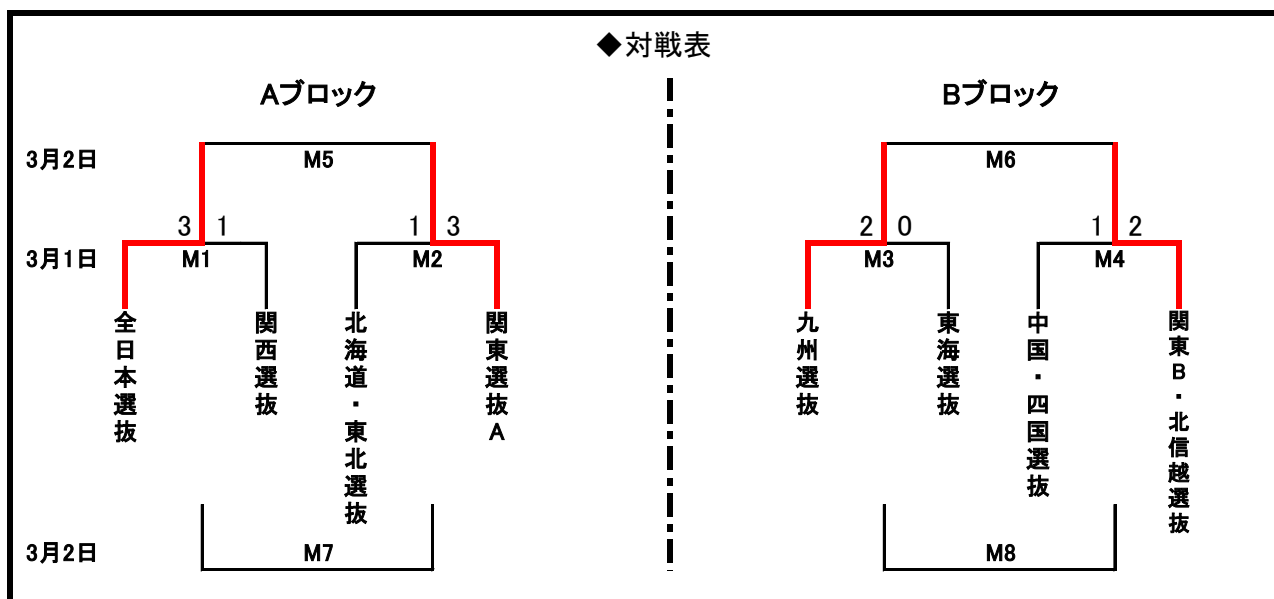 ◆対戦表
Aブロック
Bブロック
3月2日
M5
M6
3 1
1 3
2 0
1 2
3月1日
M1
M2
M3
M4
全日本選抜
関西選抜
北海道・東北選抜
関東選抜A
九州選抜
東海選抜
中国・四国選抜
関東B・北信越選抜
3月2日
M7
M8